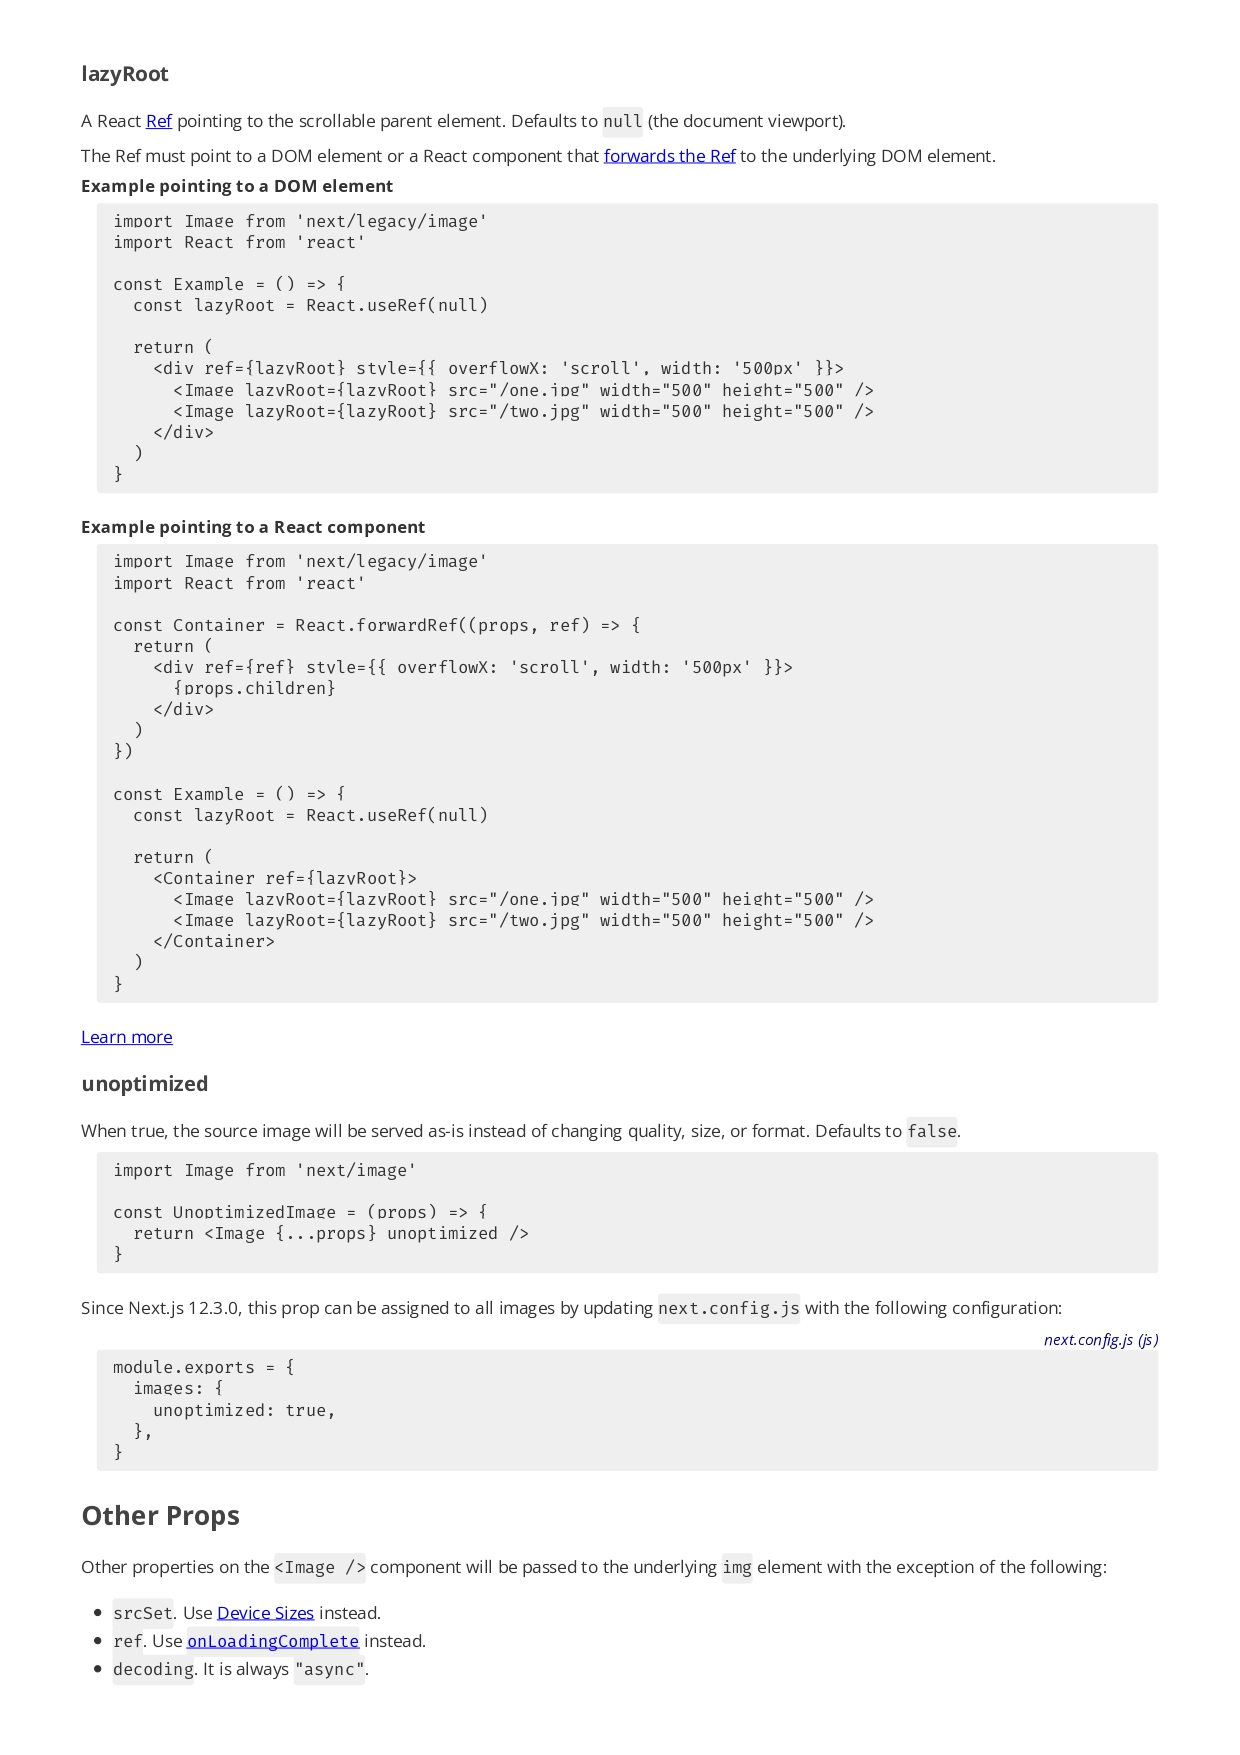 lazyRoot
A React Ref pointing to the scrollable parent element. Defaults to null (the document viewport).
The Ref must point to a DOM element or a React component that forwards the Ref to the underlying DOM element.
Example pointing to a DOM element
import Image from 'next/legacy/image'
import React from 'react'
const Example = () => {
  const lazyRoot = React.useRef(null)
  return (
    <div ref={lazyRoot} style={{ overflowX: 'scroll', width: '500px' }}>
      <Image lazyRoot={lazyRoot} src="/one.jpg" width="500" height="500" />
      <Image lazyRoot={lazyRoot} src="/two.jpg" width="500" height="500" />
    </div>
  )
}
Example pointing to a React component
import Image from 'next/legacy/image'
import React from 'react'
const Container = React.forwardRef((props, ref) => {
  return (
    <div ref={ref} style={{ overflowX: 'scroll', width: '500px' }}>
      {props.children}
    </div>
  )
})
const Example = () => {
  const lazyRoot = React.useRef(null)
  return (
    <Container ref={lazyRoot}>
      <Image lazyRoot={lazyRoot} src="/one.jpg" width="500" height="500" />
      <Image lazyRoot={lazyRoot} src="/two.jpg" width="500" height="500" />
    </Container>
  )
}
Learn more
unoptimized
When true, the source image will be served as-is instead of changing quality, size, or format. Defaults to false.
import Image from 'next/image'
const UnoptimizedImage = (props) => {
  return <Image {...props} unoptimized />
}
Since Next.js 12.3.0, this prop can be assigned to all images by updating next.config.js with the following configuration:
next.config.js (js)
module.exports = {
  images: {
    unoptimized: true,
  },
}
Other Props
Other properties on the <Image /> component will be passed to the underlying img element with the exception of the following:
• srcSet. Use Device Sizes instead.
• ref. Use onLoadingComplete instead.
• decoding. It is always "async".